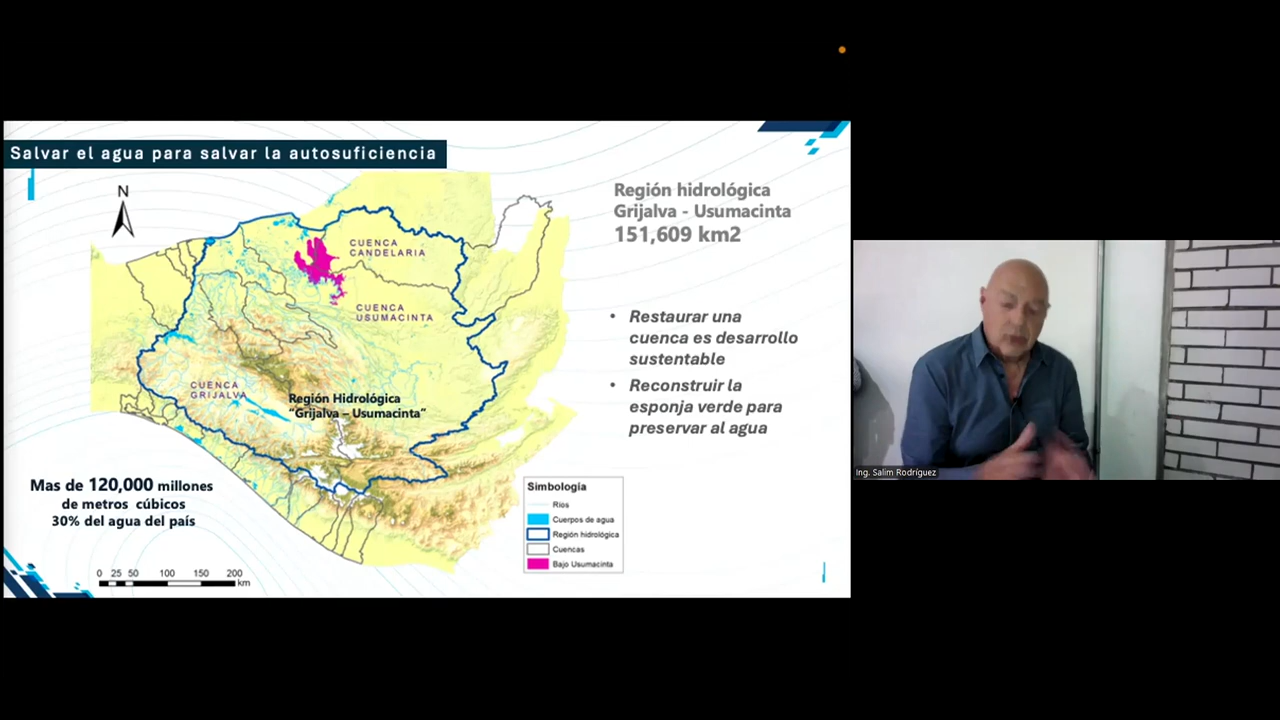 Salvar el agua para salvar la autosuficiencia
N
Región hidrológica
Grijalva - Usumacinta
151,609 km2
CUENCA
CANDELARIA
CUENCA
USUMACINTA
• Restaurar una
cuenca es desarrollo
sustentable
• Reconstruir la
esponja verde para
preservar al agua
CUENCA
GRIJALVA
Región Hidrológica
"Grijalva – Usumacinta"
Mas de 120,000 millones
de metros cúbicos
30% del agua del país
Simbología
Ríos
Cuerpos de agua
Región hidrológica
Cuencas
Bajo Usumacinta
0 25 50 100 150 200
km
Ing. Salim Rodríguez